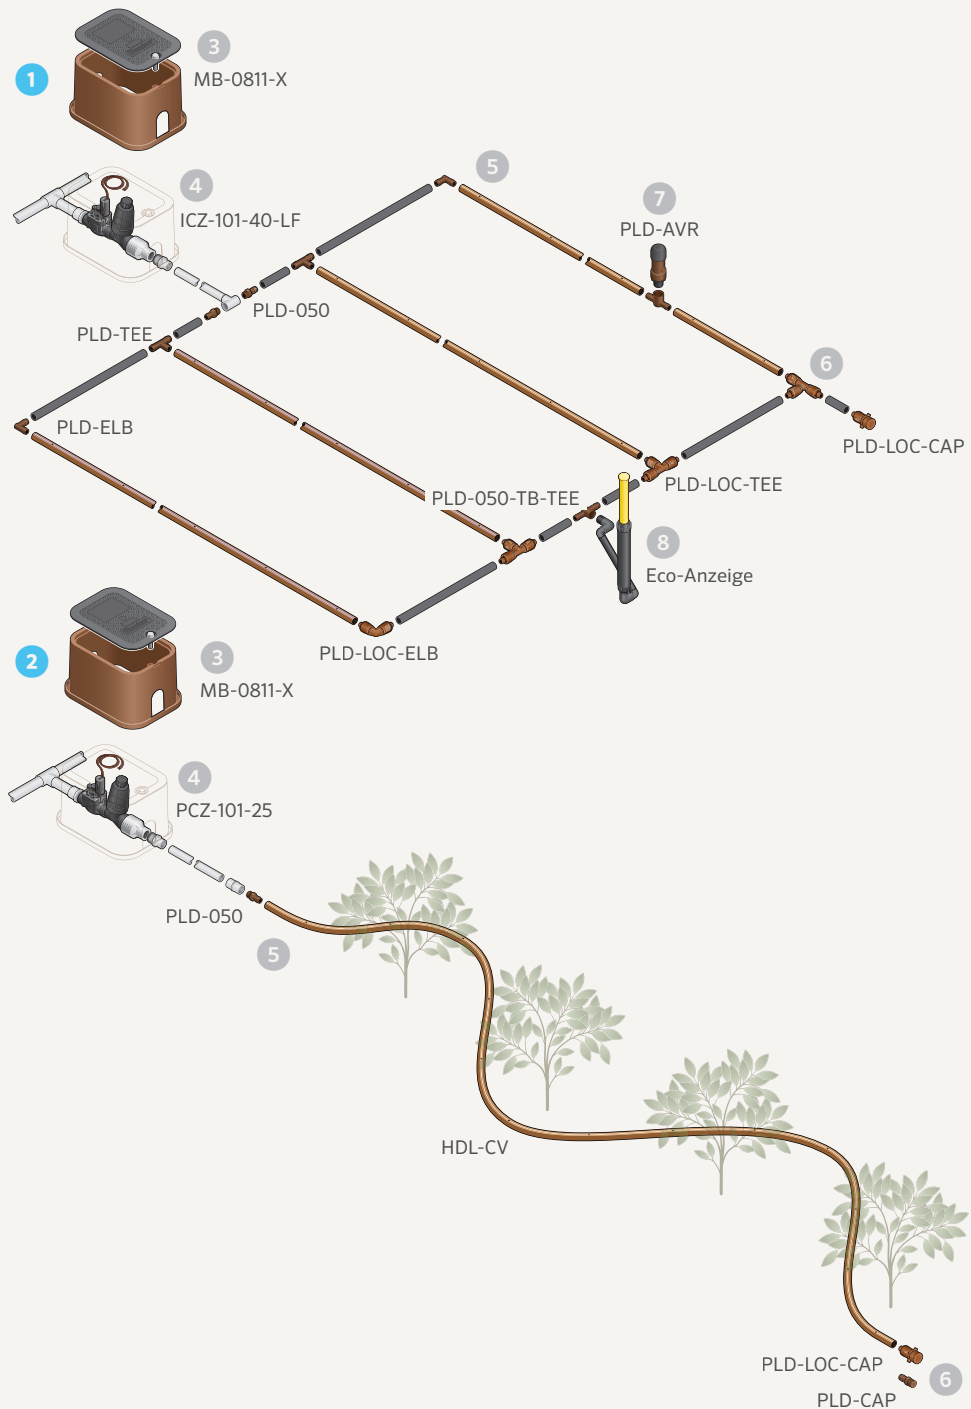 1
3
MB-0811-X
4
ICZ-101-40-LF
5
7
PLD-AVR
PLD-050
PLD-TEE
6
PLD-ELB
PLD-LOC-CAP
PLD-LOC-TEE
PLD-050-TB-TEE
8
Eco-Anzeige
PLD-LOC-ELB
2
3
MB-0811-X
4
PCZ-101-25
PLD-050
5
HDL-CV
PLD-LOC-CAP
6
PLD-CAP